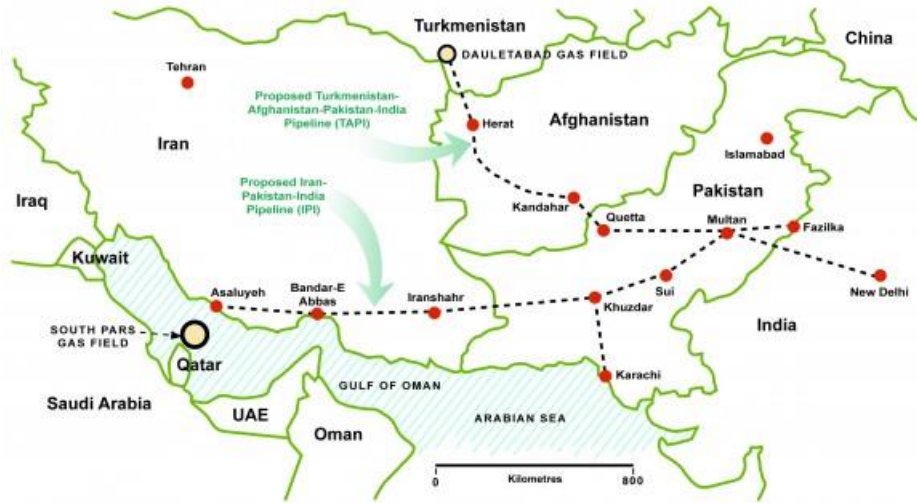 Turkmenistan
China
DAULETABAD GAS FIELD
Tehran
Proposed Turkmenistan-
Afghanistan-Pakistan-India
Pipeline (TAPI)
Herat
Afghanistan
Iran
Islamabad
Proposed Iran-
Pakistan-India
Pipeline (IPI)
Pakistan
Iraq
Kandahar
Quetta
Multan
Fazilka
Kuwait
Asaluyeh
Bandar-E
Abbas
Iranshahr
Khuzdar
Sui
New Delhi
SOUTH PARS
GAS FIELD
India
Qatar
Karachi
GULF OF OMAN
Saudi Arabia
UAE
ARABIAN SEA
Oman
0
Kilometres
800